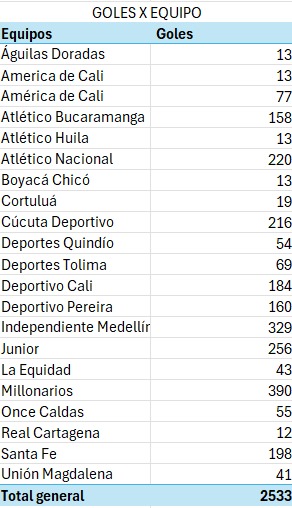 GOLES X EQUIPO
Equipos Goles
Águilas Doradas 13
America de Cali 13
América de Cali 77
Atlético Bucaramanga 158
Atlético Huila 13
Atlético Nacional 220
Boyacá Chicó 13
Cortuluá 19
Cúcuta Deportivo 216
Deportes Quindío 54
Deportes Tolima 69
Deportivo Cali 184
Deportivo Pereira 160
Independiente Medellír 329
Junior 256
La Equidad 43
Millonarios 390
Once Caldas 55
Real Cartagena 12
Santa Fe 198
Unión Magdalena 41
Total general 2533